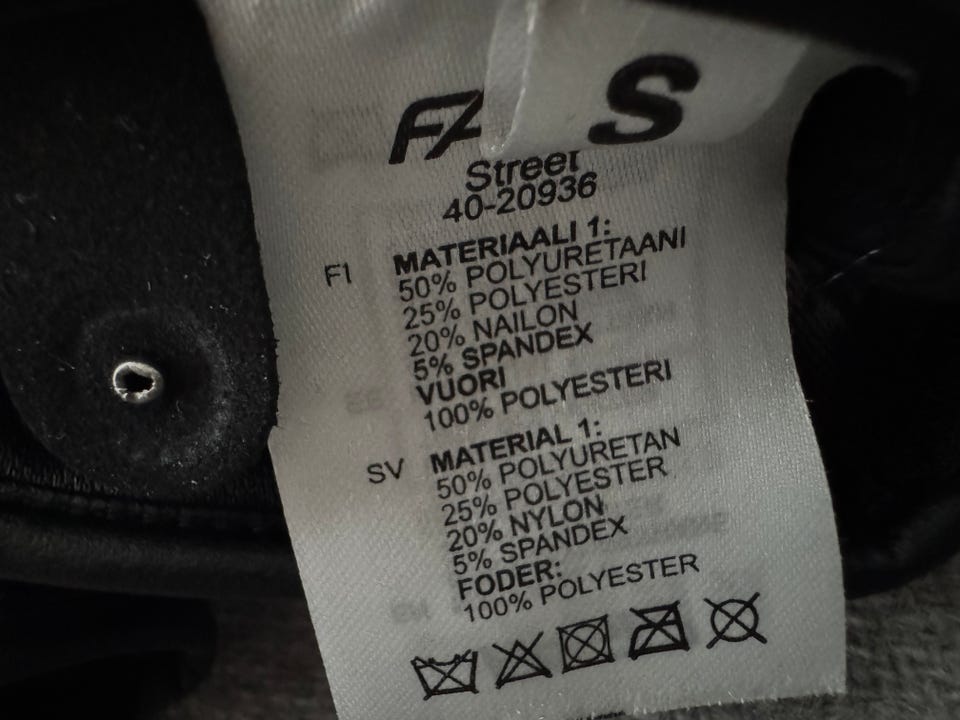 FA S
Street
40-20936
FI MATERIAALI 1:
50% POLYURETAANI
25% POLYESTERI
20% NAILON
5% SPANDEX
VUORI
100% POLYESTERI
SV MATERIAL 1:
50% POLYURETAN
25% POLYESTER
20% NYLON
5% SPANDEX
FODER:
100% POLYESTER